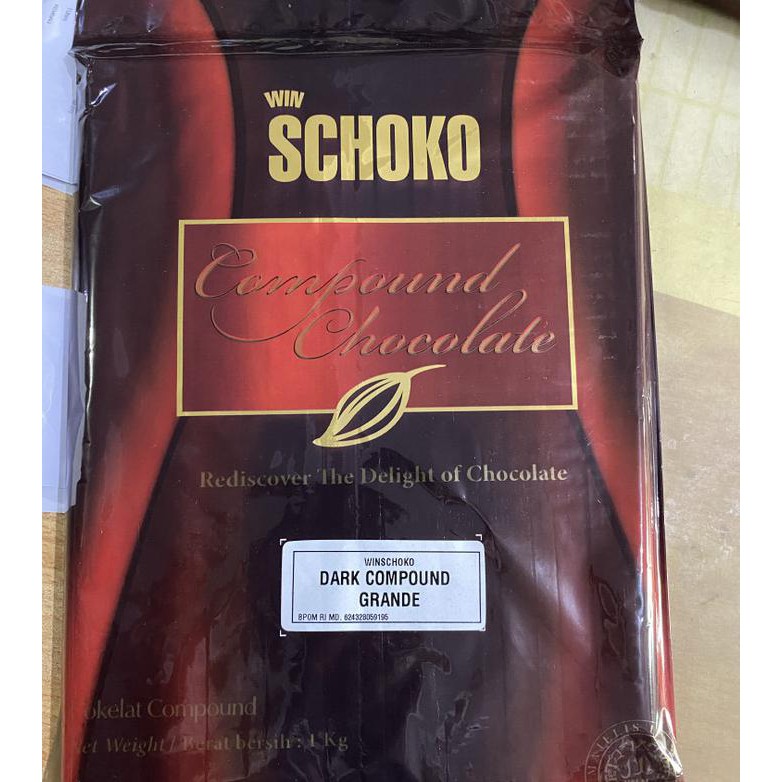 WIN
SCHOKO
Compound
Chocolate
Rediscover The Delight of Chocolate
WINSCHOKO
DARK COMPOUND
GRANDE
BPOM RI MD. 624328059195
okelat Compound
et Weight / Berat bersih : 1 Kg